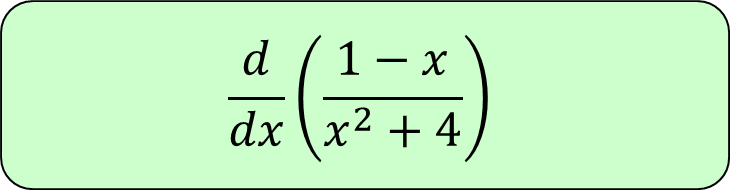 d/dx((1 − x)/(x² + 4))